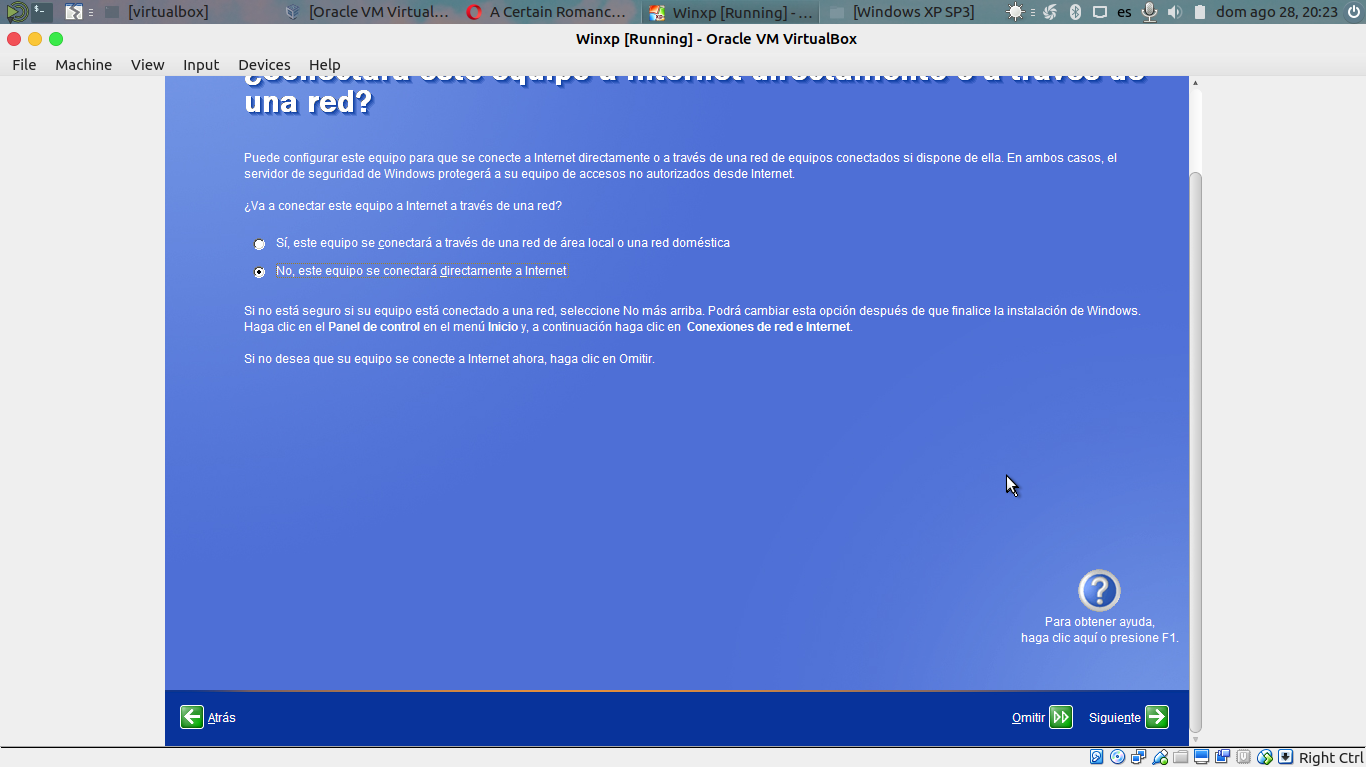 [virtualbox] [Oracle VM Virtual... A Certain Romanc... Winxp [Running] - ... [Windows XP SP3] es dom ago 28, 20:23
Winxp [Running] - Oracle VM VirtualBox
File Machine View Input Devices Help
¿Conectará este equipo a Internet directamente o a través de
una red?
Puede configurar este equipo para que se conecte a Internet directamente o a través de una red de equipos conectados si dispone de ella. En ambos casos, el
servidor de seguridad de Windows protegerá a su equipo de accesos no autorizados desde Internet.
¿Va a conectar este equipo a Internet a través de una red?
Sí, este equipo se conectará a través de una red de área local o una red doméstica
No, este equipo se conectará directamente a Internet
Si no está seguro si su equipo está conectado a una red, seleccione No más arriba. Podrá cambiar esta opción después de que finalice la instalación de Windows.
Haga clic en el Panel de control en el menú Inicio y, a continuación haga clic en Conexiones de red e Internet.
Si no desea que su equipo se conecte a Internet ahora, haga clic en Omitir.
Para obtener ayuda,
haga clic aquí o presione F1.
Atrás Omitir Siguiente
Right Ctrl